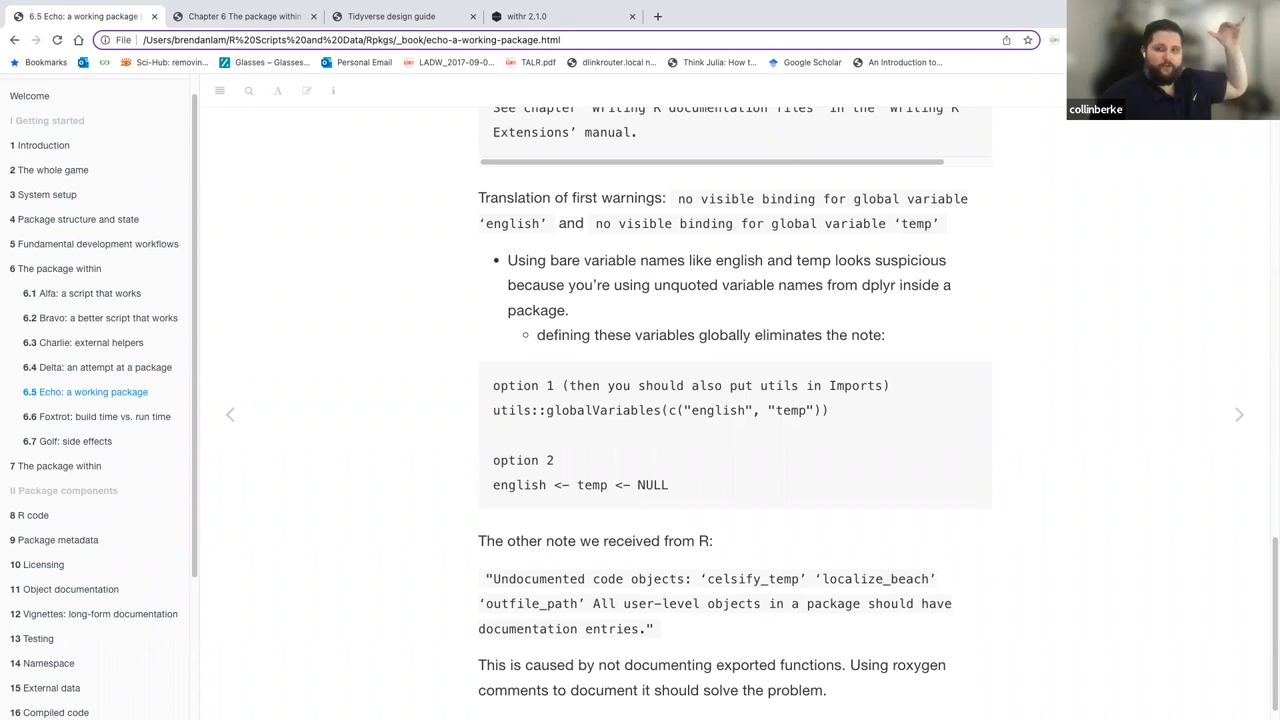 6.5 Echo: a working package |
Chapter 6 The package within
Tidyverse design guide
withr 2.1.0
File
/Users/brendanlam/R%20Scripts%20and%20Data/Rpkgs/_book/echo-a-working-package.html
Bookmarks
Sci-Hub: removin...
Glasses – Glasses...
Personal Email
LADW_2017-09-0...
TALR.pdf
dlinkrouter.local n...
Think Julia: How t...
Google Scholar
An Introduction to...
collinberke
Welcome
I Getting started
1 Introduction
2 The whole game
3 System setup
4 Package structure and state
5 Fundamental development workflows
6 The package within
6.1 Alfa: a script that works
6.2 Bravo: a better script that works
6.3 Charlie: external helpers
6.4 Delta: an attempt at a package
6.5 Echo: a working package
6.6 Foxtrot: build time vs. run time
6.7 Golf: side effects
7 The package within
II Package components
8 R code
9 Package metadata
10 Licensing
11 Object documentation
12 Vignettes: long-form documentation
13 Testing
14 Namespace
15 External data
16 Compiled code
See chapter ‘Writing R documentation files’ in the ‘Writing R
Extensions’ manual.
Translation of first warnings: no visible binding for global variable
‘english’ and no visible binding for global variable ‘temp’
• Using bare variable names like english and temp looks suspicious
because you’re using unquoted variable names from dplyr inside a
package.
○ defining these variables globally eliminates the note:
option 1 (then you should also put utils in Imports)
utils::globalVariables(c("english", "temp"))
option 2
english <- temp <- NULL
The other note we received from R:
"Undocumented code objects: ‘celsify_temp’ ‘localize_beach’
‘outfile_path’ All user-level objects in a package should have
documentation entries."
This is caused by not documenting exported functions. Using roxygen
comments to document it should solve the problem.